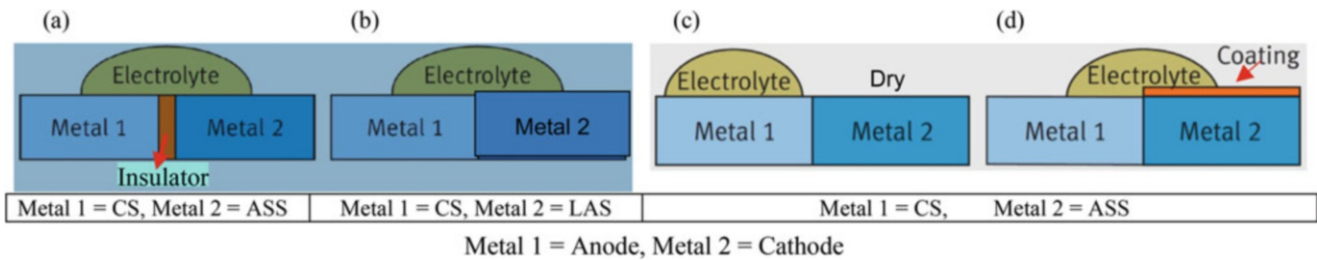 (a) (b) (c) (d)
Coating
Electrolyte Electrolyte Electrolyte Dry Electrolyte
Metal 1 Metal 2 Metal 1 Metal 2 Metal 1 Metal 2 Metal 1 Metal 2
Insulator
Metal 1 = CS, Metal 2 = ASS Metal 1 = CS, Metal 2 = LAS Metal 1 = CS, Metal 2 = ASS
Metal 1 = Anode, Metal 2 = Cathode